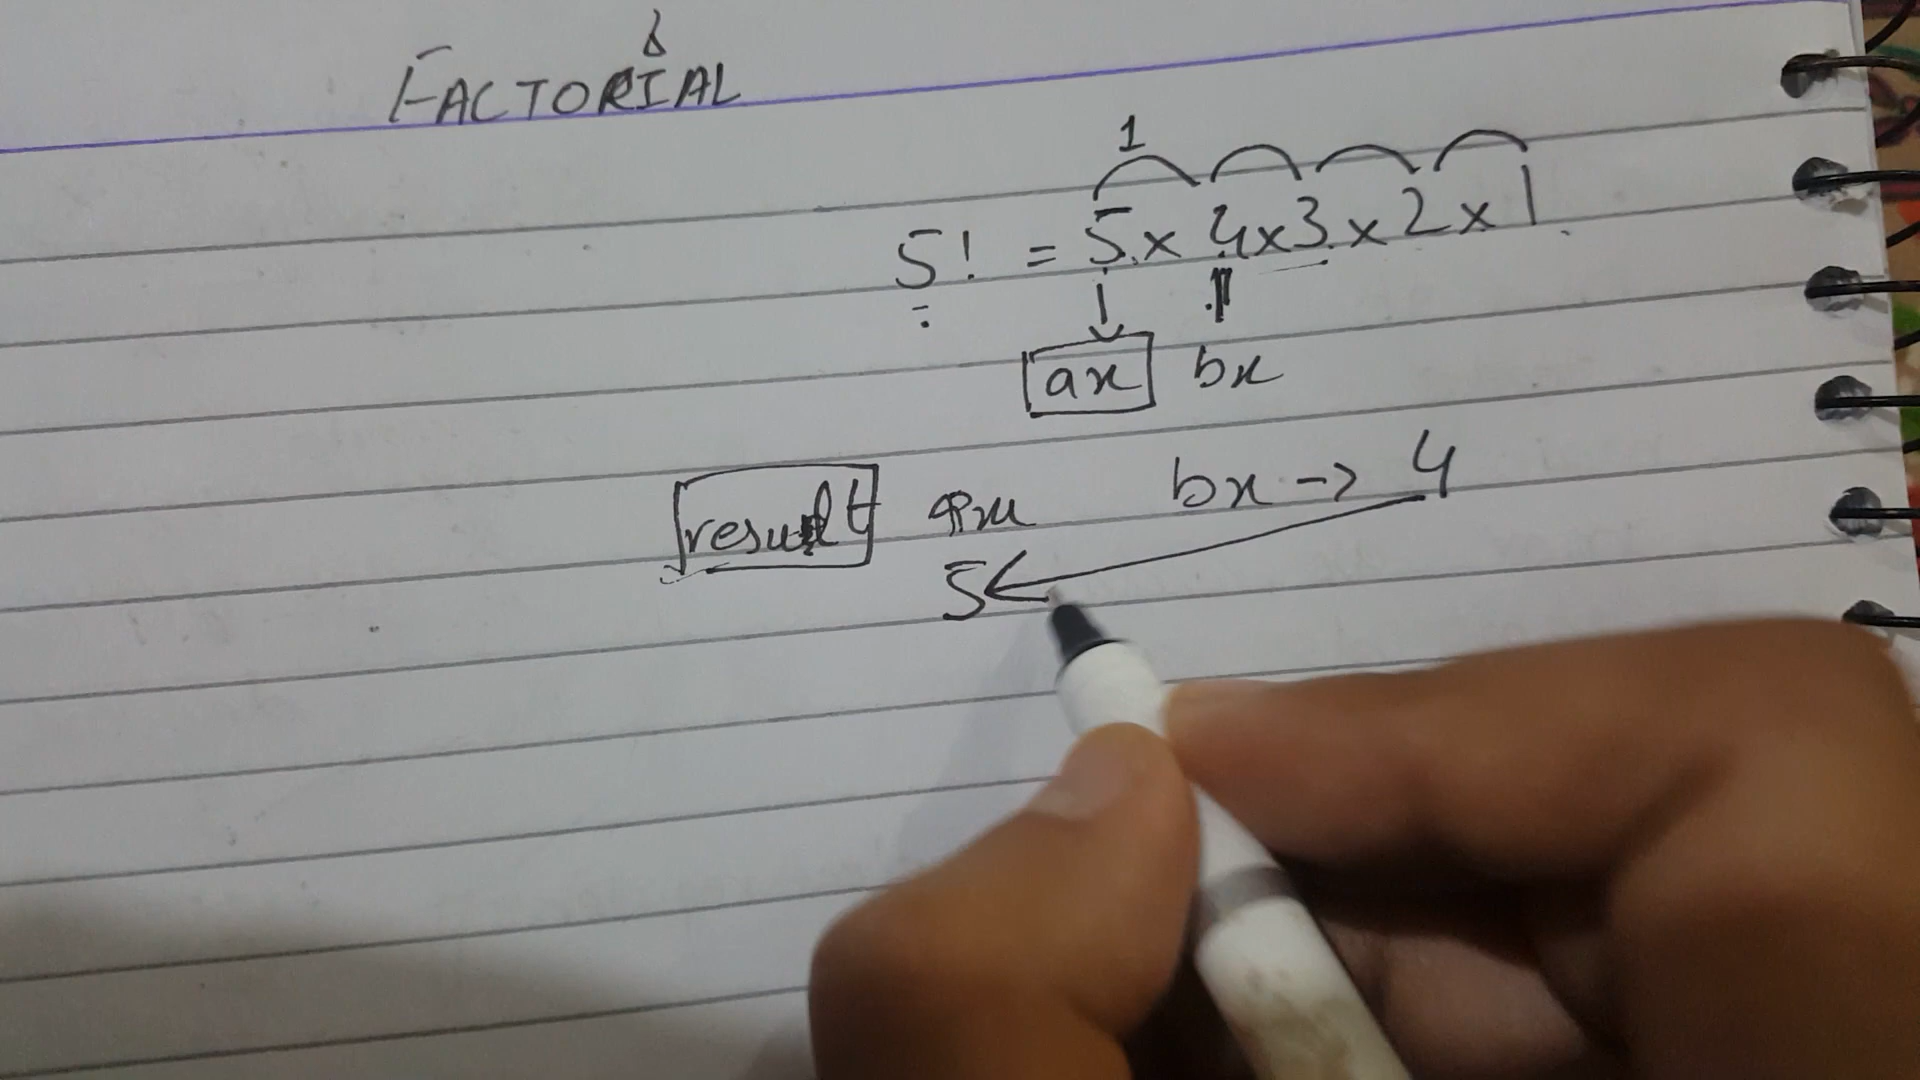 FACTORIAL
1
5! = 5 x 4 x 3 x 2 x 1
ax bx
result bx -> 4
5